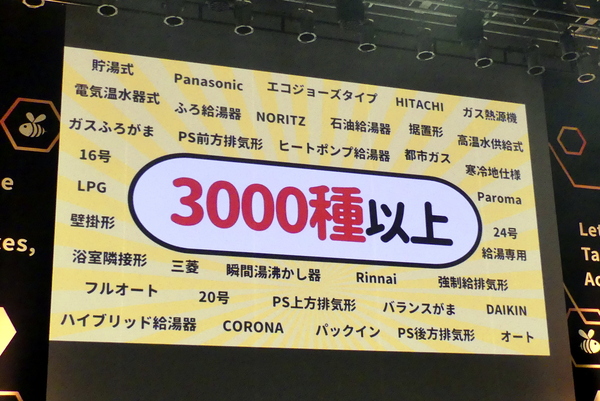 貯湯式 Panasonic エコジョーズタイプ HITACHI ガス熱源機
電気温水器式 ふろ給湯器 NORITZ 石油給湯器 据置形 高温水供給式
ガスふろがま PS前方排気形 ヒートポンプ給湯器 都市ガス 寒冷地仕様
16号
LPG Paroma
3000種以上
壁掛形 24号
給湯専用
浴室隣接形 三菱 瞬間湯沸かし器 Rinnai 強制給排気形
フルオート 20号 PS上方排気形 バランスがま DAIKIN
ハイブリッド給湯器 CORONA パックイン PS後方排気形 オート